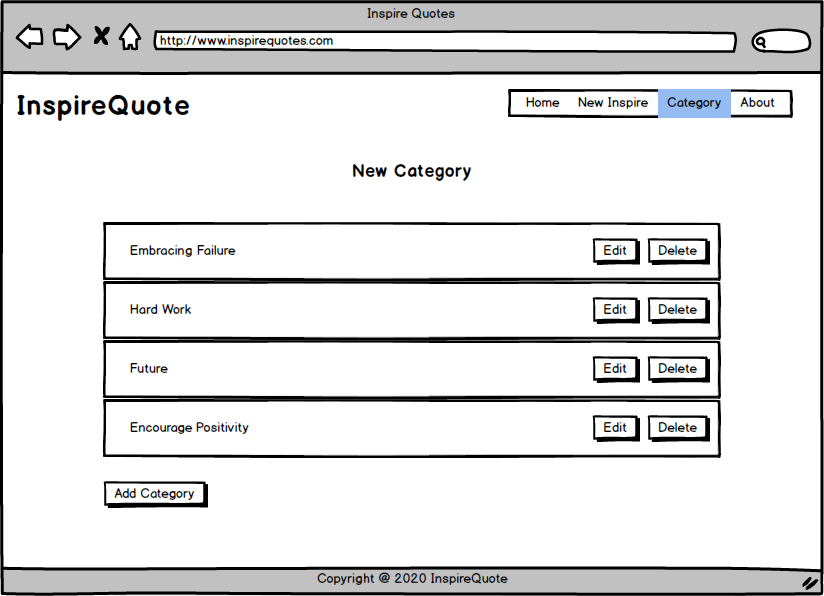 Inspire Quotes
http://www.inspirequotes.com
InspireQuote
Home New Inspire Category About
New Category
Embracing Failure Edit Delete
Hard Work Edit Delete
Future Edit Delete
Encourage Positivity Edit Delete
Add Category
Copyright @ 2020 InspireQuote